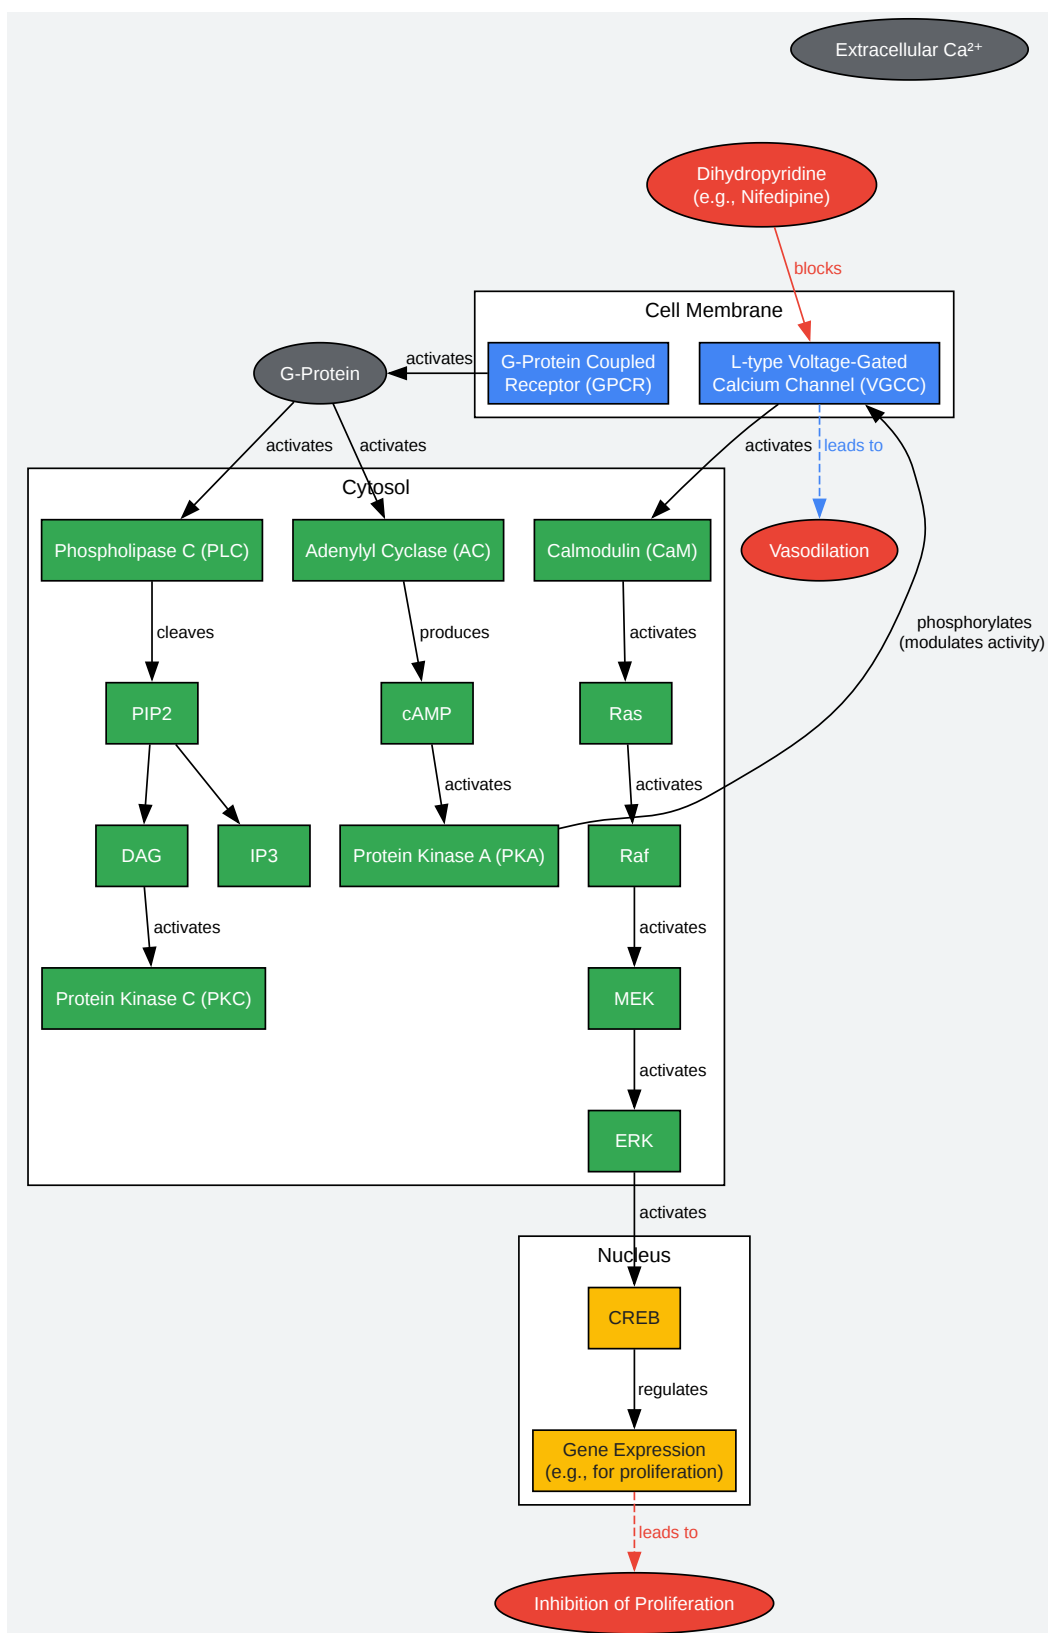 Extracellular Ca²⁺
Dihydropyridine
(e.g., Nifedipine)
blocks
Cell Membrane
G-Protein
activates
G-Protein Coupled
Receptor (GPCR)
L-type Voltage-Gated
Calcium Channel (VGCC)
activates
activates
activates
leads to
Cytosol
Phospholipase C (PLC)
Adenylyl Cyclase (AC)
Calmodulin (CaM)
Vasodilation
cleaves
produces
activates
phosphorylates
(modulates activity)
PIP2
cAMP
Ras
activates
activates
DAG
IP3
Protein Kinase A (PKA)
Raf
activates
activates
Protein Kinase C (PKC)
MEK
activates
ERK
activates
Nucleus
CREB
regulates
Gene Expression
(e.g., for proliferation)
leads to
Inhibition of Proliferation